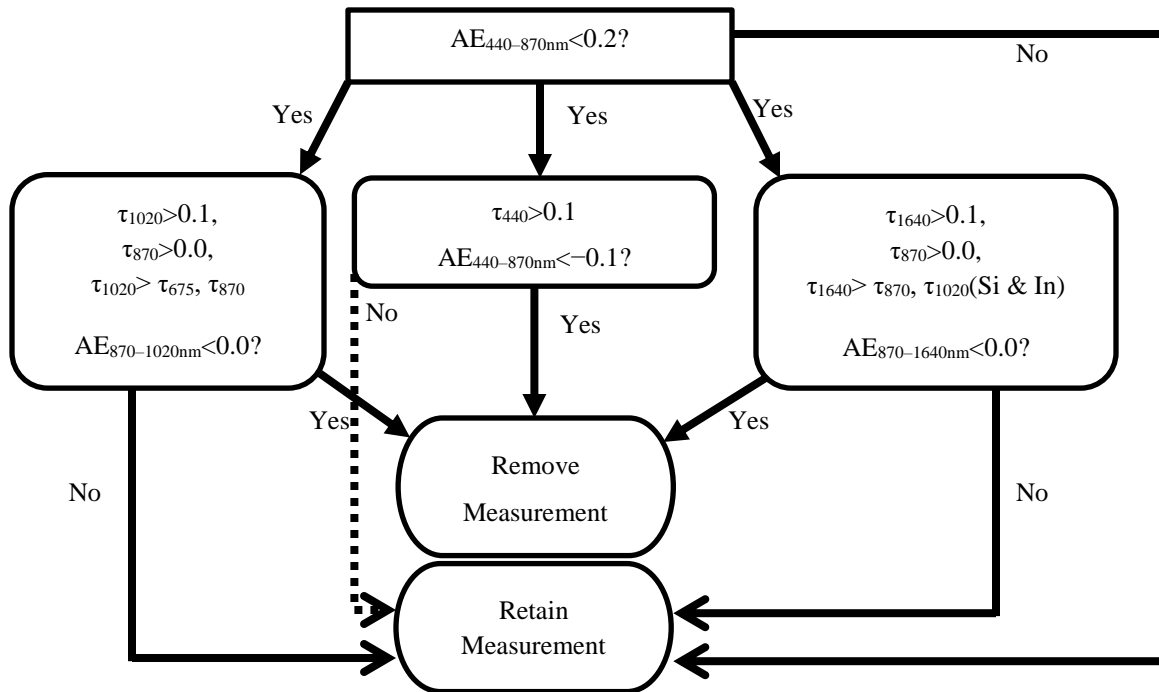 AE₄₄₀₋₈₇₀ₙₘ<0.2?
No
Yes
Yes
Yes
τ₁₀₂₀>0.1,
τ₈₇₀>0.0,
τ₁₀₂₀> τ₆₇₅, τ₈₇₀
AE₈₇₀₋₁₀₂₀ₙₘ<0.0?
τ₄₄₀>0.1
AE₄₄₀₋₈₇₀ₙₘ<−0.1?
τ₁₆₄₀>0.1,
τ₈₇₀>0.0,
τ₁₆₄₀> τ₈₇₀, τ₁₀₂₀(Si & In)
AE₈₇₀₋₁₆₄₀ₙₘ<0.0?
No
Yes
Yes
Yes
No
No
Remove
Measurement
Retain
Measurement